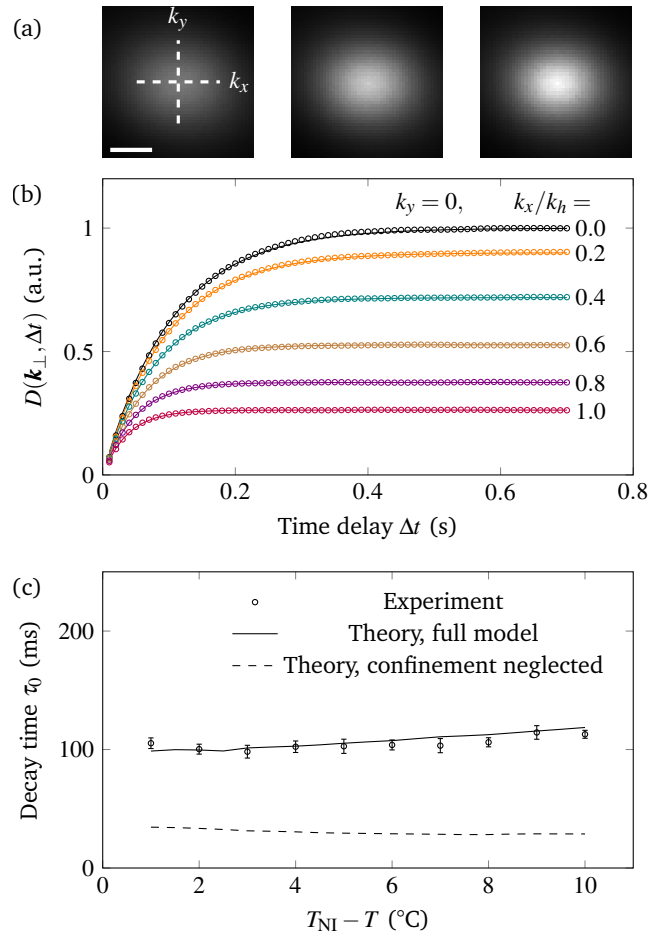 (a)
k_y
k_x
(b)
k_y = 0, k_x/k_h =
0.0
0.2
0.4
0.6
0.8
1.0
1
0.5
0
D(k_⊥, Δt) (a.u.)
0 0.2 0.4 0.6 0.8
Time delay Δt (s)
(c)
Experiment
Theory, full model
Theory, confinement neglected
200
100
0
Decay time τ_0 (ms)
0 2 4 6 8 10
T_NI − T (°C)